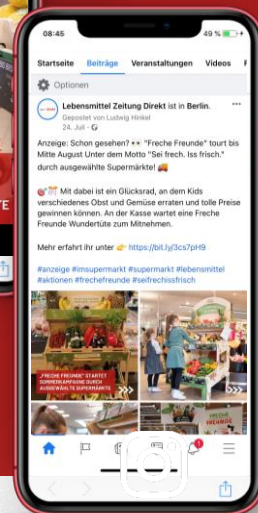 08:45
49 %
Startseite Beiträge Veranstaltungen Videos
Optionen
Lebensmittel Zeitung Direkt ist in Berlin.
Gepostet von Ludwig Hinkel
24. Juli ·
Anzeige: Schon gesehen? 👀 "Freche Freunde" tourt bis
Mitte August Unter dem Motto "Sei frech. Iss frisch."
durch ausgewählte Supermärkte! 🚚
🎯🎊 Mit dabei ist ein Glücksrad, an dem Kids
verschiedenes Obst und Gemüse erraten und tolle Preise
gewinnen können. An der Kasse wartet eine Freche
Freunde Wundertüte zum Mitnehmen.
Mehr erfahrt ihr unter 👉 https://bit.ly/3cs7pH9
#anzeige #imsupermarkt #supermarkt #lebensmittel
#aktionen #frechefreunde #seifrechissfrisch
„FRECHE FREUNDE" STARTET
SOMMERKAMPAGNE DURCH
AUSGEWÄHLTE SUPERMÄRKTE
FRECHE
FREUNDE